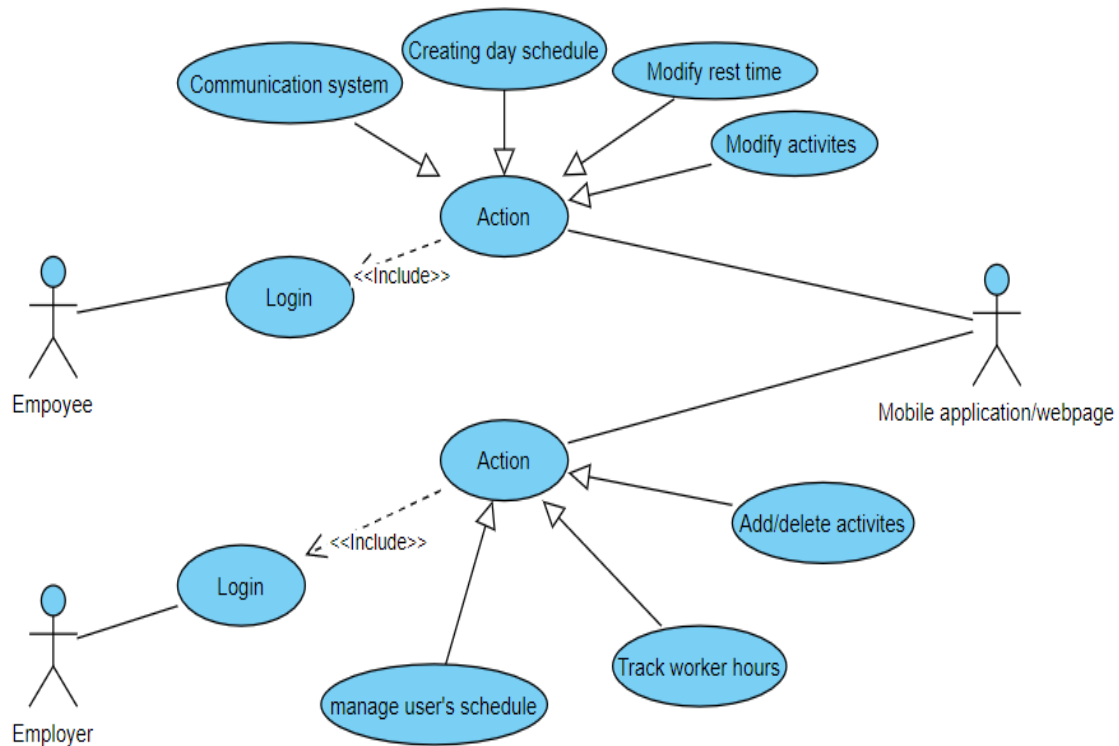 Creating day schedule
Communication system
Modify rest time
Modify activites
Action
<<Include>>
Login
Empoyee
Mobile application/webpage
Action
Add/delete activites
<<Include>>
Login
Track worker hours
manage user's schedule
Employer